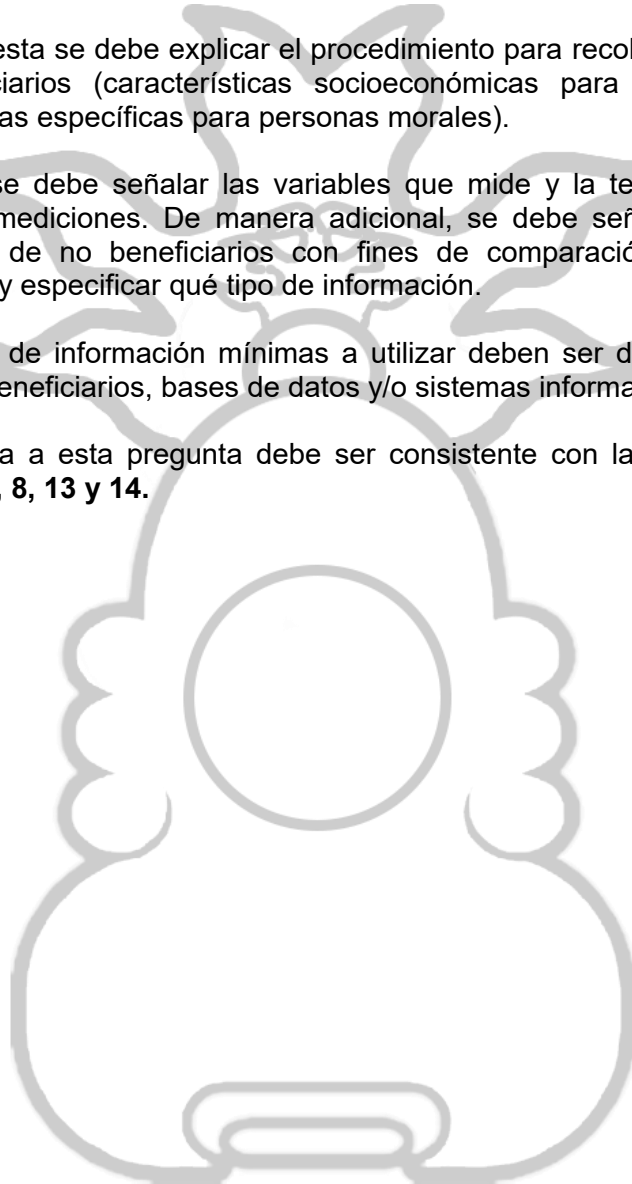 esta se debe explicar el procedimiento para recol
ciarios (características socioeconómicas para
as específicas para personas morales).
se debe señalar las variables que mide y la te
mediciones. De manera adicional, se debe señ
de no beneficiarios con fines de comparació
y especificar qué tipo de información.
de información mínimas a utilizar deben ser d
eneficiarios, bases de datos y/o sistemas informa
a a esta pregunta debe ser consistente con la
, 8, 13 y 14.